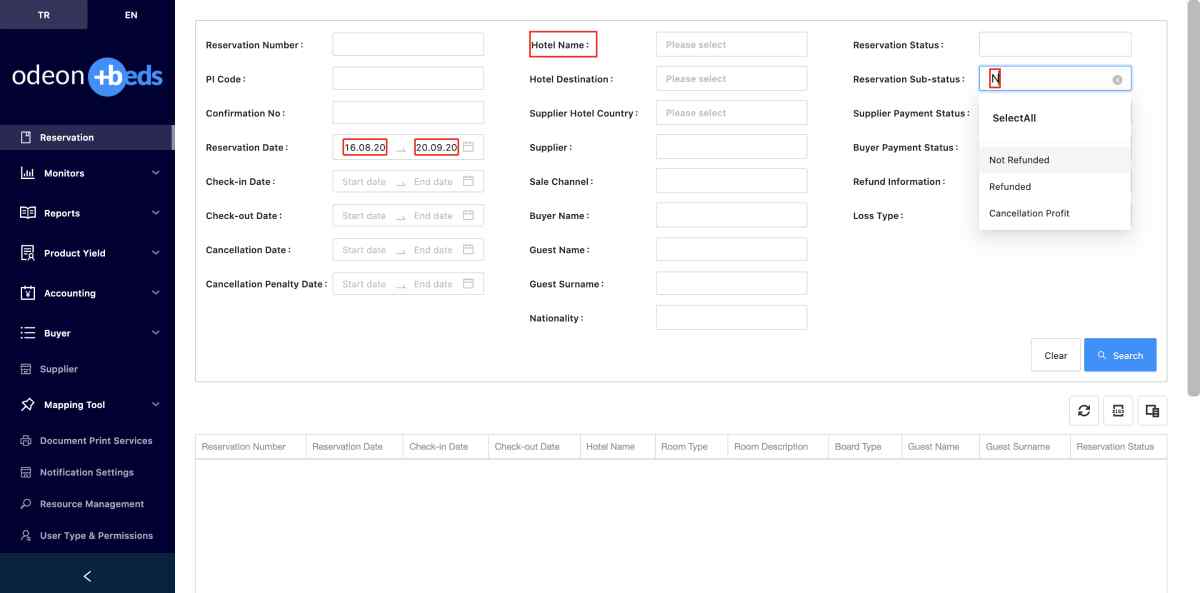 TR
EN
odeon +beds
Reservation
Monitors
Reports
Product Yield
Accounting
Buyer
Supplier
Mapping Tool
Document Print Services
Notification Settings
Resource Management
User Type & Permissions
Reservation Number :
PI Code :
Confirmation No :
Reservation Date : 16.08.20 20.09.20
Check-in Date : Start date End date
Check-out Date : Start date End date
Cancellation Date : Start date End date
Cancellation Penalty Date : Start date End date
Hotel Name : Please select
Hotel Destination : Please select
Supplier Hotel Country : Please select
Supplier :
Sale Channel :
Buyer Name :
Guest Name :
Guest Surname :
Nationality :
Reservation Status :
Reservation Sub-status : N
Supplier Payment Status :
Buyer Payment Status :
Refund Information :
Loss Type :
SelectAll
Not Refunded
Refunded
Cancellation Profit
Clear
Search
Reservation Number Reservation Date Check-in Date Check-out Date Hotel Name Room Type Room Description Board Type Guest Name Guest Surname Reservation Status